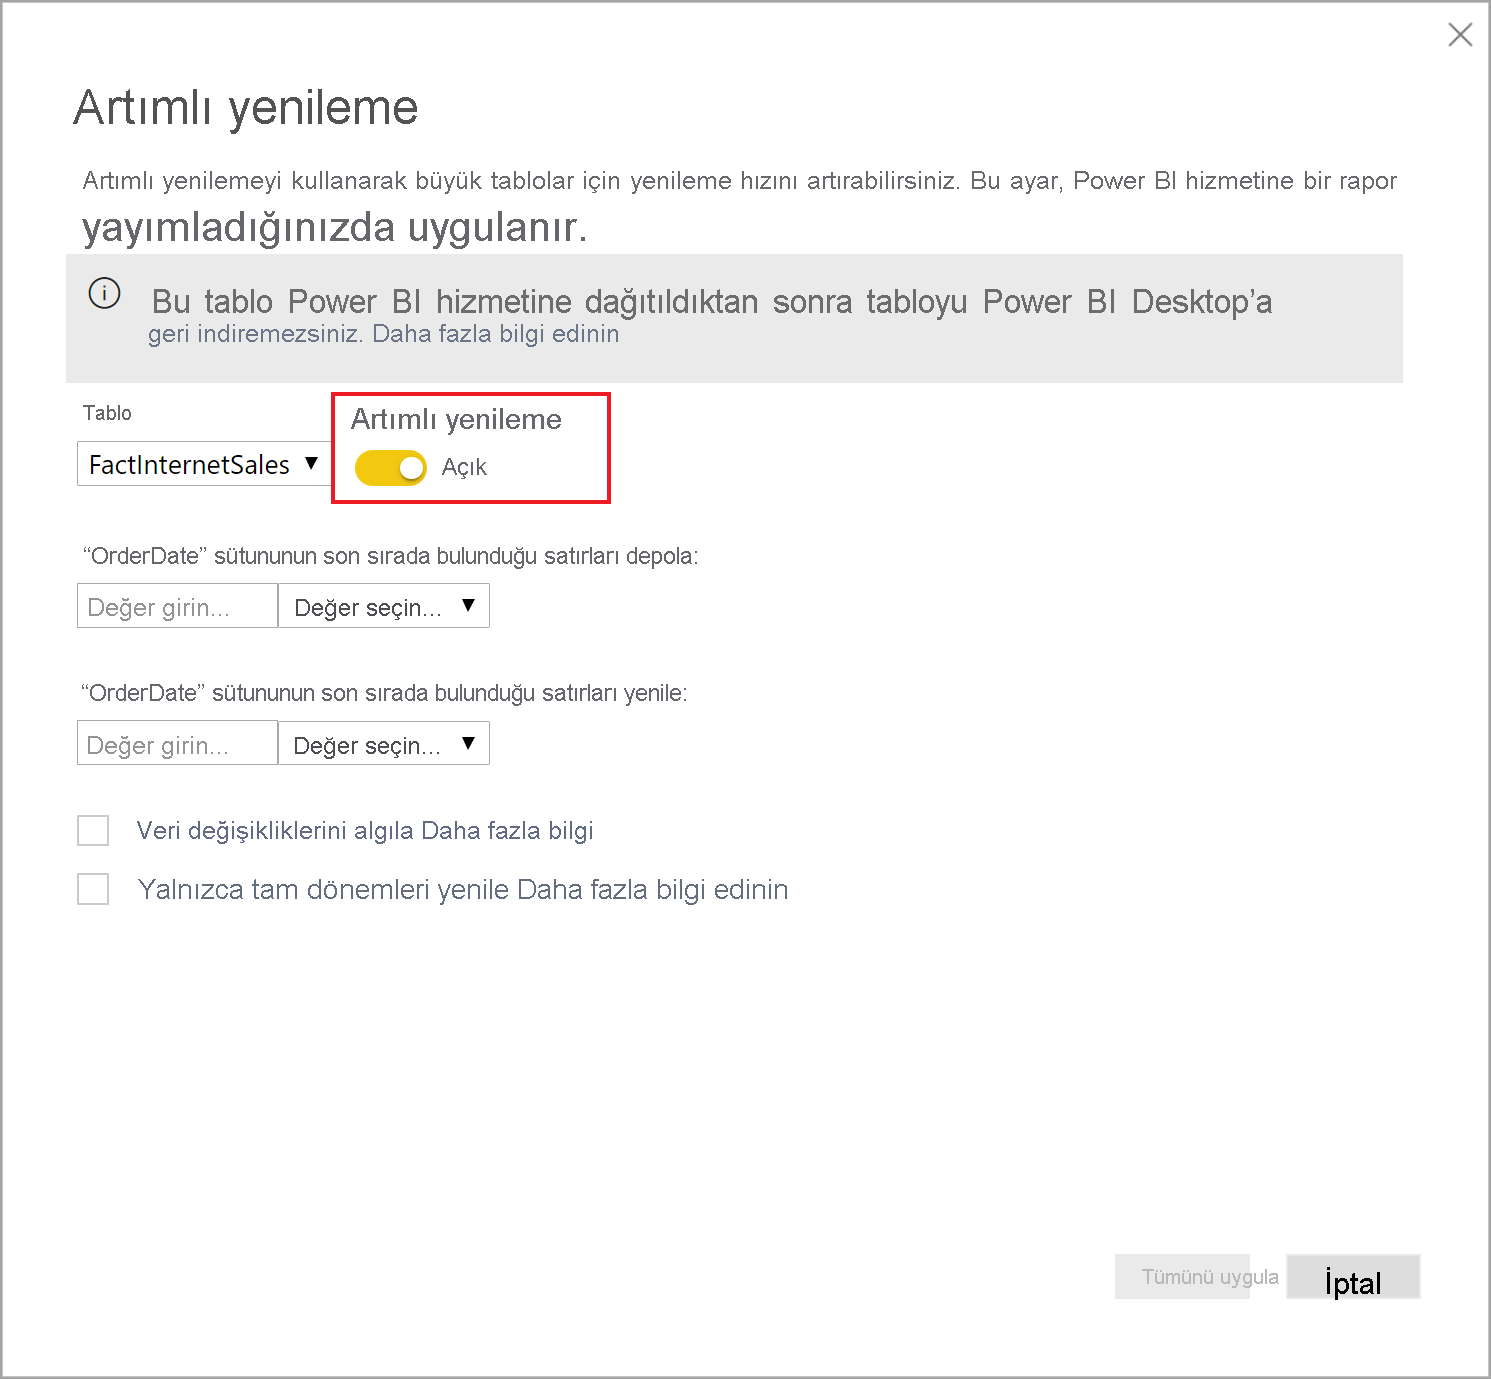 Artımlı yenileme
Artımlı yenilemeyi kullanarak büyük tablolar için yenileme hızını artırabilirsiniz. Bu ayar, Power BI hizmetine bir rapor
yayımladığınızda uygulanır.
Bu tablo Power BI hizmetine dağıtıldıktan sonra tabloyu Power BI Desktop’a
geri indiremezsiniz. Daha fazla bilgi edinin
Tablo
Artımlı yenileme
FactInternetSales
Açık
“OrderDate” sütununun son sırada bulunduğu satırları depola:
Değer girin... Değer seçin...
“OrderDate” sütununun son sırada bulunduğu satırları yenile:
Değer girin... Değer seçin...
Veri değişikliklerini algıla Daha fazla bilgi
Yalnızca tam dönemleri yenile Daha fazla bilgi edinin
Tümünü uygula İptal